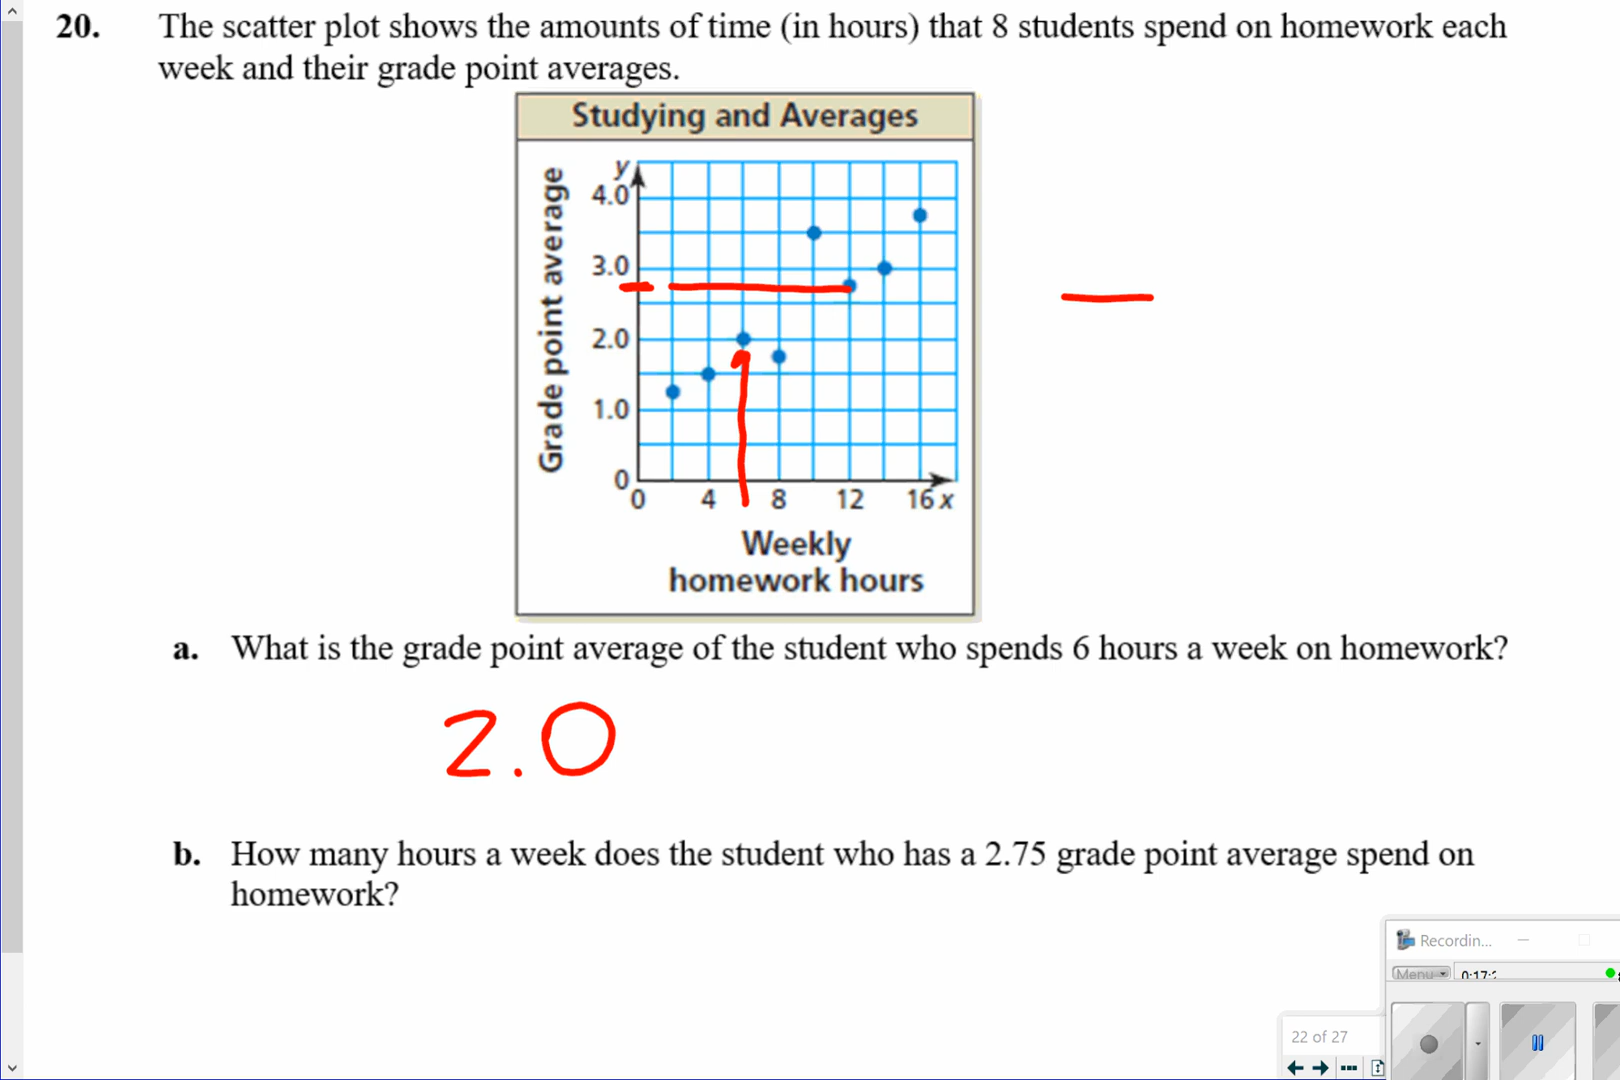 20. The scatter plot shows the amounts of time (in hours) that 8 students spend on homework each
week and their grade point averages.
Studying and Averages
Grade point average
y
4.0
3.0
2.0
1.0
0
0 4 8 12 16 x
Weekly
homework hours
a. What is the grade point average of the student who spends 6 hours a week on homework?
2.0
b. How many hours a week does the student who has a 2.75 grade point average spend on
homework?
Recordin...
Menu
22 of 27